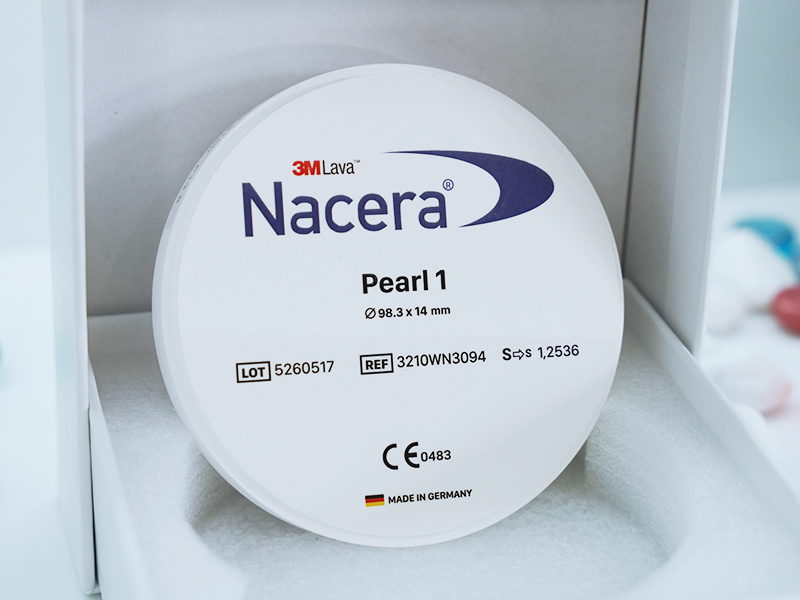 3M Lava™
Nacera®
Pearl 1
∅ 98.3 x 14 mm
LOT 5260517 REF 3210WN3094 S⇨s 1,2536
CE 0483
MADE IN GERMANY